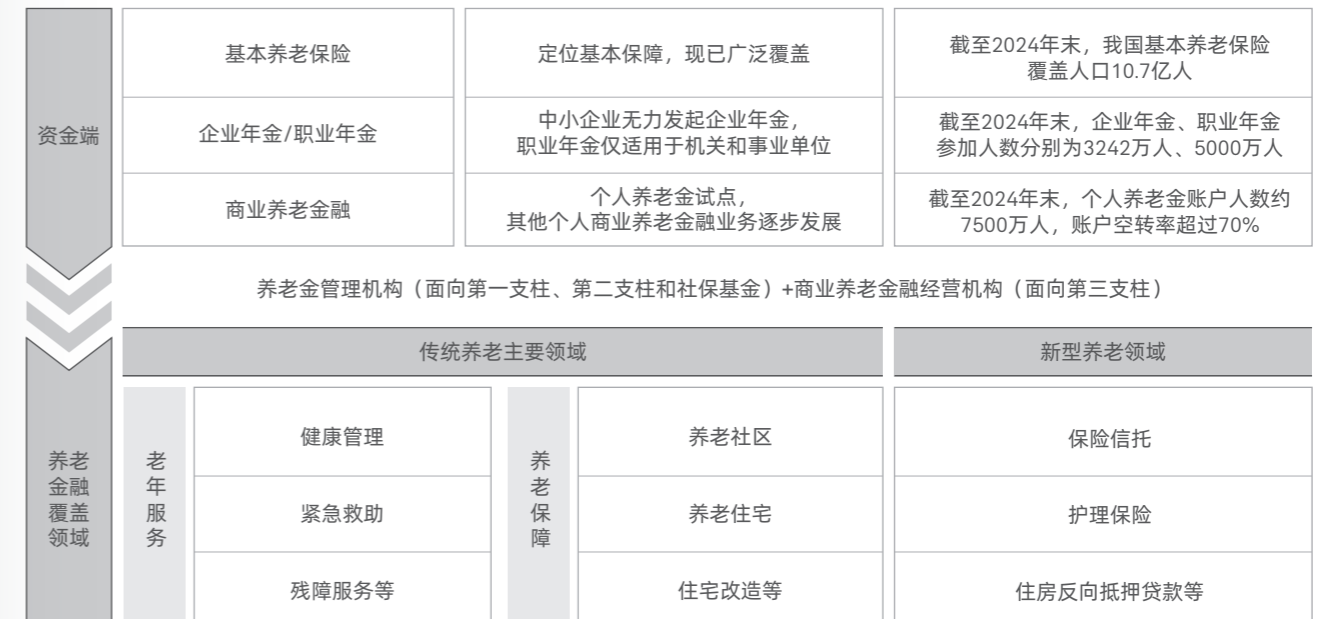 资金端
基本养老保险
定位基本保障，现已广泛覆盖
截至2024年末，我国基本养老保险
覆盖人口10.7亿人
企业年金/职业年金
中小企业无力发起企业年金，
职业年金仅适用于机关和事业单位
截至2024年末，企业年金、职业年金
参加人数分别为3242万人、5000万人
商业养老金融
个人养老金试点，
其他个人商业养老金融业务逐步发展
截至2024年末，个人养老金账户人数约
7500万人，账户空转率超过70%
养老金管理机构（面向第一支柱、第二支柱和社保基金）+商业养老金融经营机构（面向第三支柱）
养老
金融
覆盖
领域
传统养老主要领域
新型养老领域
老年服务
健康管理
紧急救助
残障服务等
养老保障
养老社区
养老住宅
住宅改造等
保险信托
护理保险
住房反向抵押贷款等